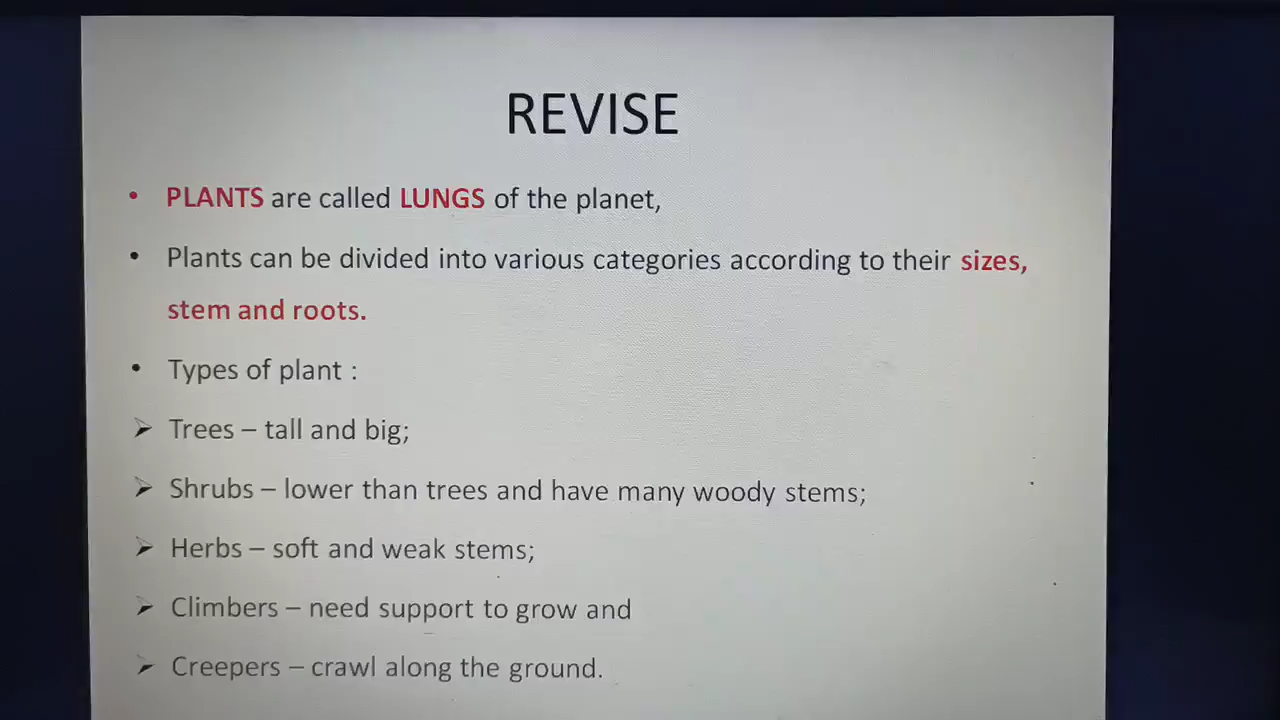 REVISE
• PLANTS are called LUNGS of the planet,
• Plants can be divided into various categories according to their sizes,
stem and roots.
• Types of plant :
➢ Trees – tall and big;
➢ Shrubs – lower than trees and have many woody stems;
➢ Herbs – soft and weak stems;
➢ Climbers – need support to grow and
➢ Creepers – crawl along the ground.